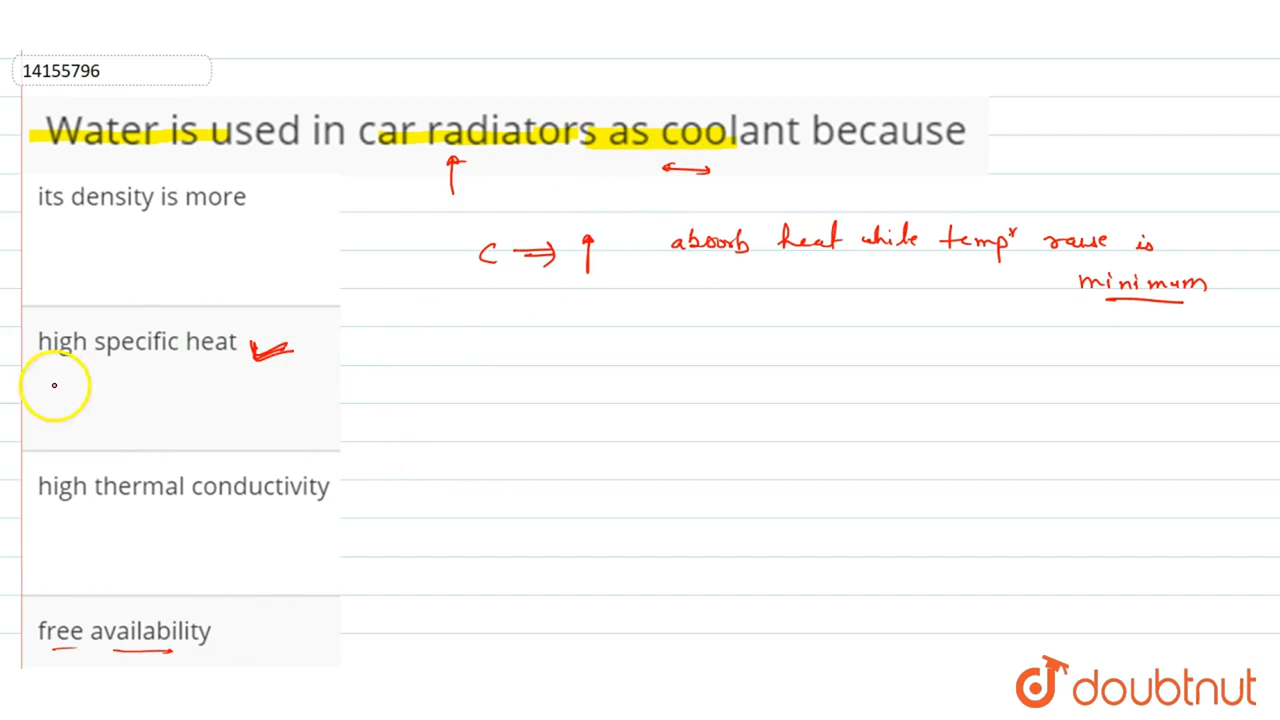 14155796
Water is used in car radiators as coolant because
its density is more
C ⇒ ↑ absorb heat while temp^r raise is
minimum
high specific heat
high thermal conductivity
free availability
doubtnut